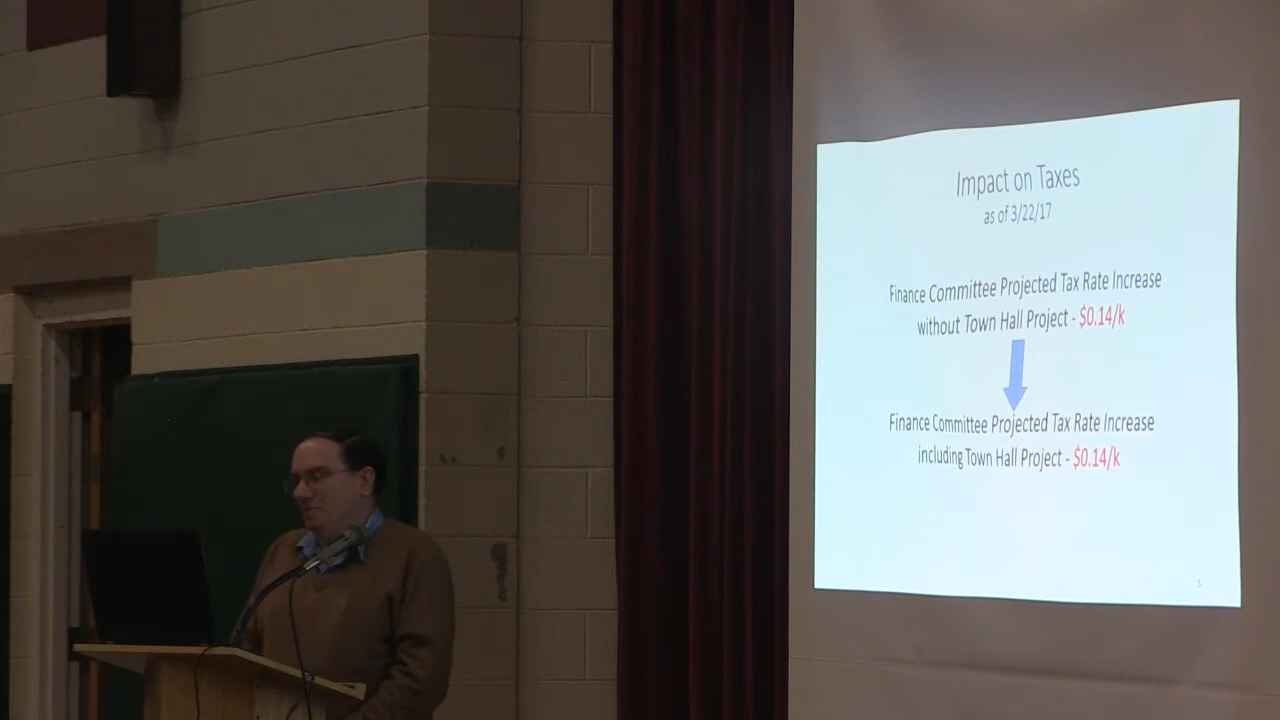 Impact on Taxes
as of 3/22/17
Finance Committee Projected Tax Rate Increase
without Town Hall Project - $0.14/k
Finance Committee Projected Tax Rate Increase
including Town Hall Project - $0.14/k
5